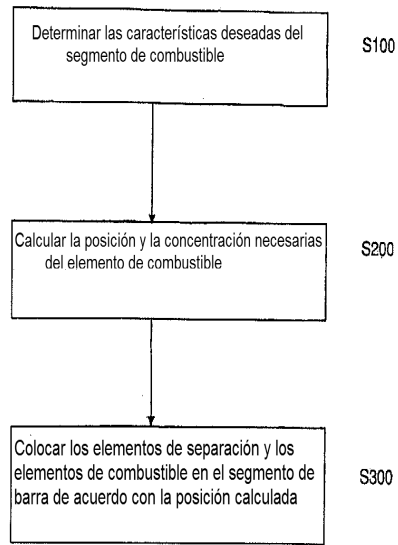 Determinar las características deseadas del
segmento de combustible
S100
Calcular la posición y la concentración necesarias
del elemento de combustible
S200
Colocar los elementos de separación y los
elementos de combustible en el segmento de
barra de acuerdo con la posición calculada
S300